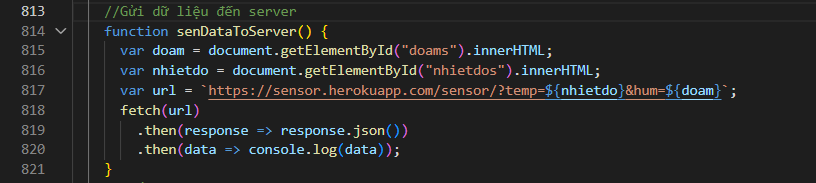 813 //Gửi dữ liệu đến server
814 function senDataToServer() {
815 var doam = document.getElementById("doams").innerHTML;
816 var nhietdo = document.getElementById("nhietdos").innerHTML;
817 var url = `https://sensor.herokuapp.com/sensor/?temp=${nhietdo}&hum=${doam}`;
818 fetch(url)
819 .then(response => response.json())
820 .then(data => console.log(data));
821 }